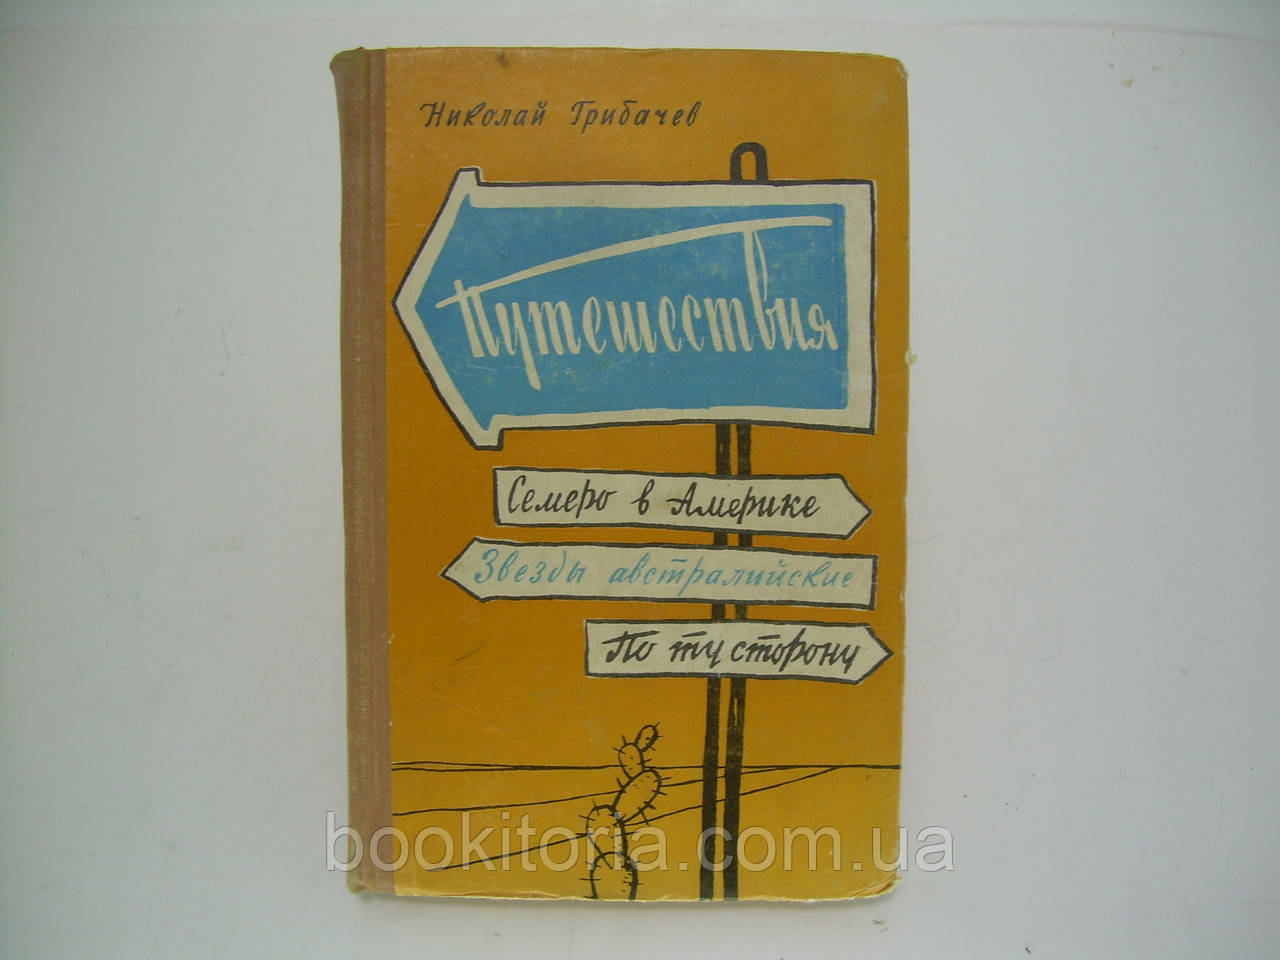 Николай Грибачев
Путешествия
Семеро в Америке
Звезды австралийские
По ту сторону
bookitoria.com.ua